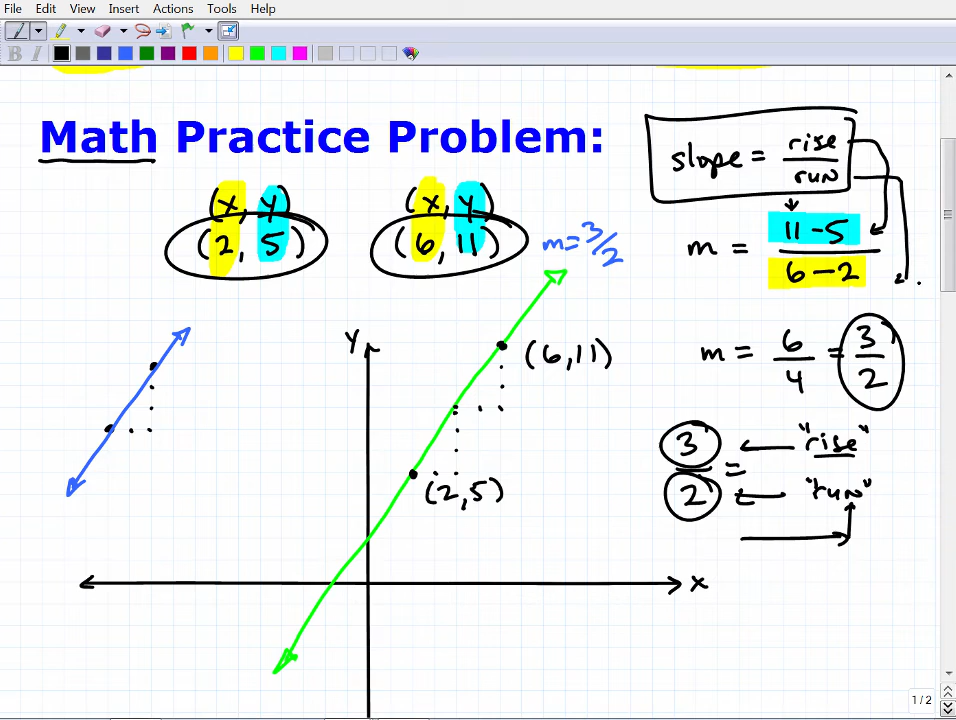 File Edit View Insert Actions Tools Help
B I
Math Practice Problem:
slope = rise/run
(x, y) (x, y)
(2, 5) (6, 11)
m = 3/2
m = 11 - 5 / 6 - 2
y
(6, 11)
m = 6/4 = 3/2
3/2 = "rise"
"run"
(2, 5)
x
1 / 2